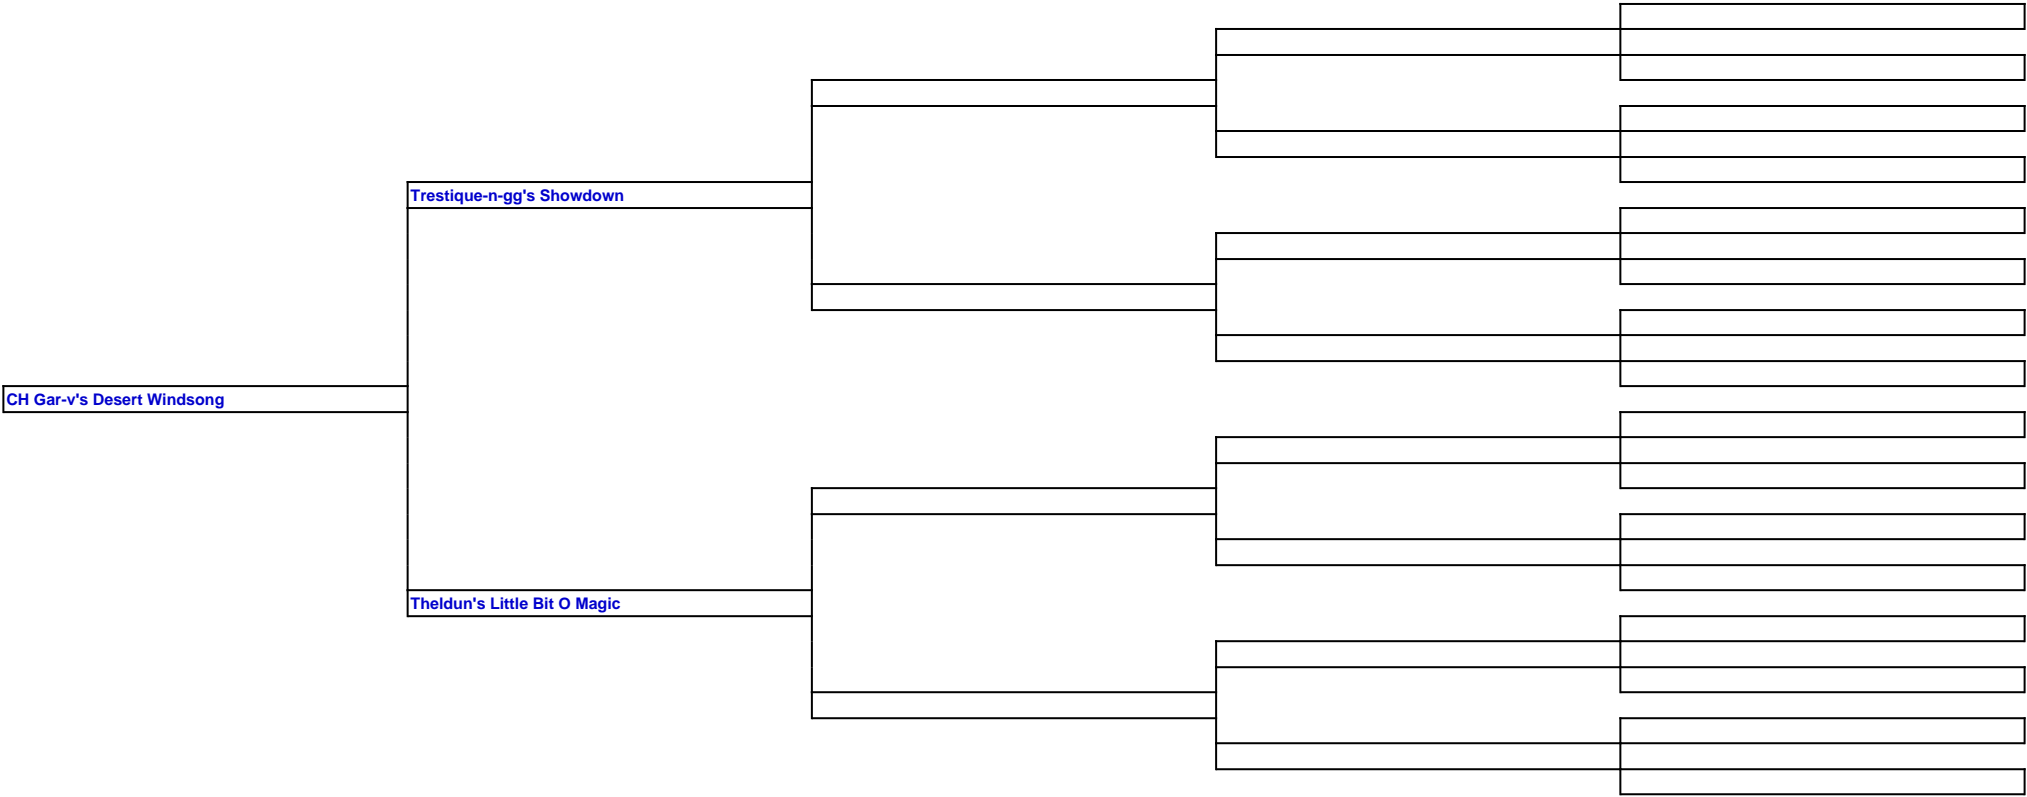 Trestique-n-gg's Showdown
CH Gar-v's Desert Windsong
Theldun's Little Bit O Magic